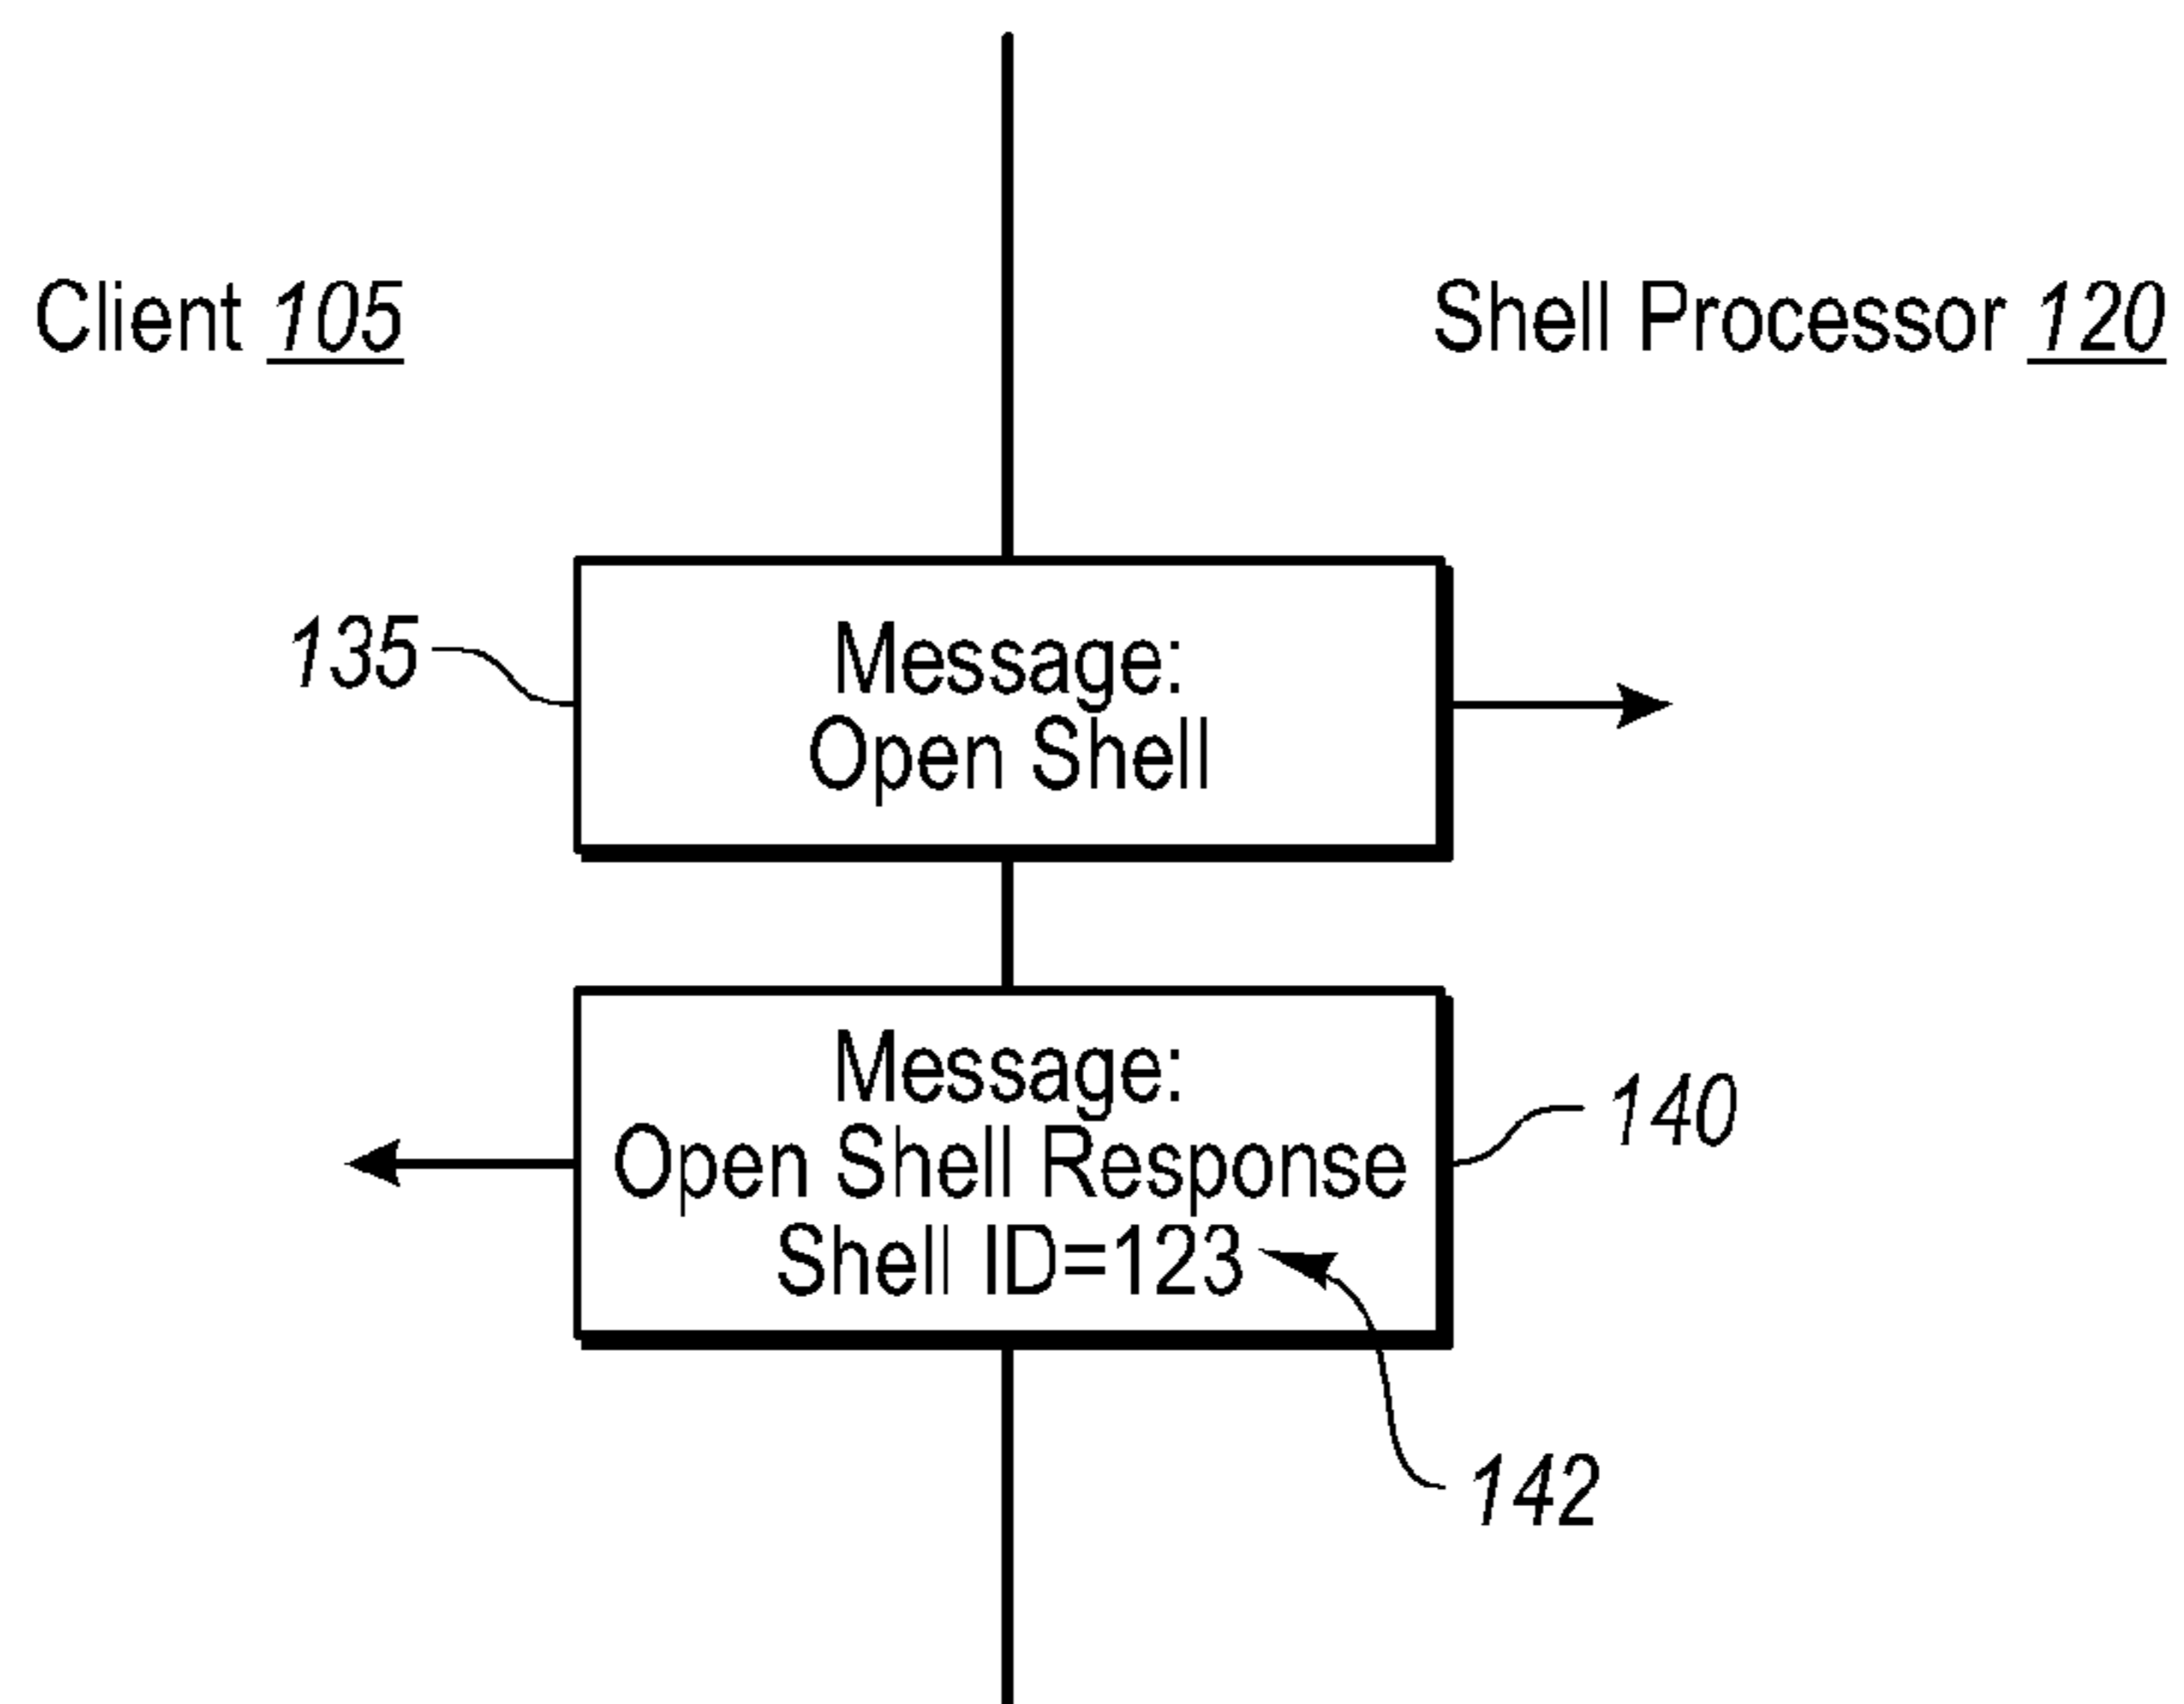 Client 105
Shell Processor 120
135
Message:
Open Shell
Message:
Open Shell Response
Shell ID=123
140
142